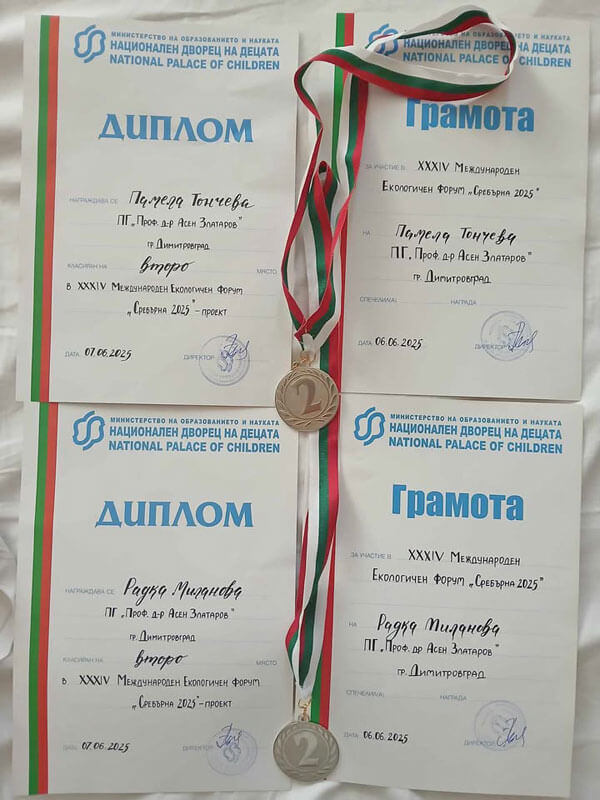 МИНИСТЕРСТВО НА ОБРАЗОВАНИЕТО И НАУКАТА
НАЦИОНАЛЕН ДВОРЕЦ НА ДЕЦАТА
NATIONAL PALACE OF CHILDREN
ДИПЛОМ
НАГРАЖДАВА СЕ Памела Тончева
ПГ „Проф. д-р Асен Златаров"
гр. Димитровград
КЛАСИРАН НА второ МЯСТО
В XXXIV Международен Екологичен Форум
„Сребърна 2025" - проект
ДАТА: 07.06.2025 ДИРЕКТОР:
МИНИСТЕРСТВО НА ОБРАЗОВАНИЕТО И НАУКАТА
НАЦИОНАЛЕН ДВОРЕЦ НА ДЕЦАТА
NATIONAL PALACE OF CHILDREN
Грамота
ЗА УЧАСТИЕ В: XXXIV Международен
Екологичен форум „Сребърна 2025"
НА Памела Тончева
ПГ „Проф. д-р Асен Златаров"
гр. Димитровград
СПЕЧЕЛИЛ(А) НАГРАДА
ДАТА: 06.06.2025 ДИРЕКТОР:
2
МИНИСТЕРСТВО НА ОБРАЗОВАНИЕТО И НАУКАТА
НАЦИОНАЛЕН ДВОРЕЦ НА ДЕЦАТА
NATIONAL PALACE OF CHILDREN
ДИПЛОМ
НАГРАЖДАВА СЕ Радка Миланова
ПГ „Проф. д-р Асен Златаров"
гр. Димитровград
КЛАСИРАН НА второ МЯСТО
В XXXIV Международен Екологичен Форум
„Сребърна 2025" - проект
ДАТА: 07.06.2025 ДИРЕКТОР:
МИНИСТЕРСТВО НА ОБРАЗОВАНИЕТО И НАУКАТА
НАЦИОНАЛЕН ДВОРЕЦ НА ДЕЦАТА
NATIONAL PALACE OF CHILDREN
Грамота
ЗА УЧАСТИЕ В: XXXIV Международен
Екологичен форум „Сребърна 2025"
НА Радка Миланова
ПГ „Проф. др Асен Златаров"
гр. Димитровград
СПЕЧЕЛИЛ(А) НАГРАДА
ДАТА: 06.06.2025 ДИРЕКТОР:
2